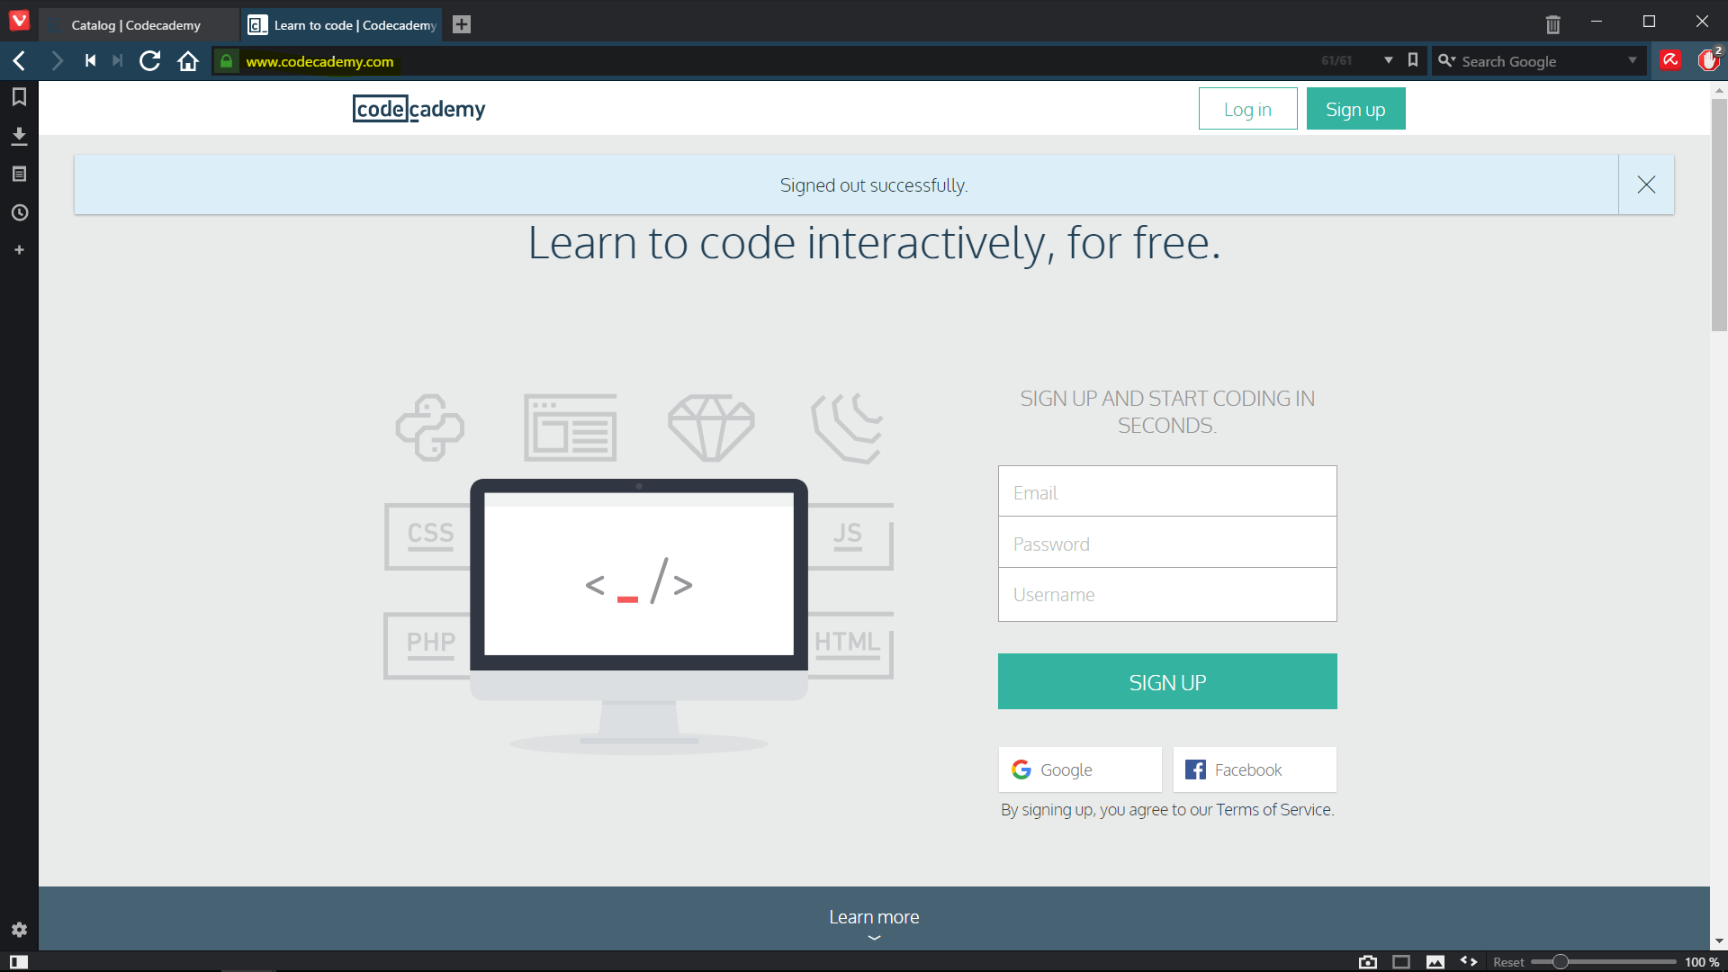 Catalog | Codecademy
Learn to code | Codecademy
www.codecademy.com
61/61
Search Google
2
codecademy
Log in
Sign up
Signed out successfully.
Learn to code interactively, for free.
SIGN UP AND START CODING IN
SECONDS.
Email
Password
Username
SIGN UP
Google
Facebook
By signing up, you agree to our Terms of Service.
CSS
JS
< _ />
PHP
HTML
Learn more
Reset
100 %